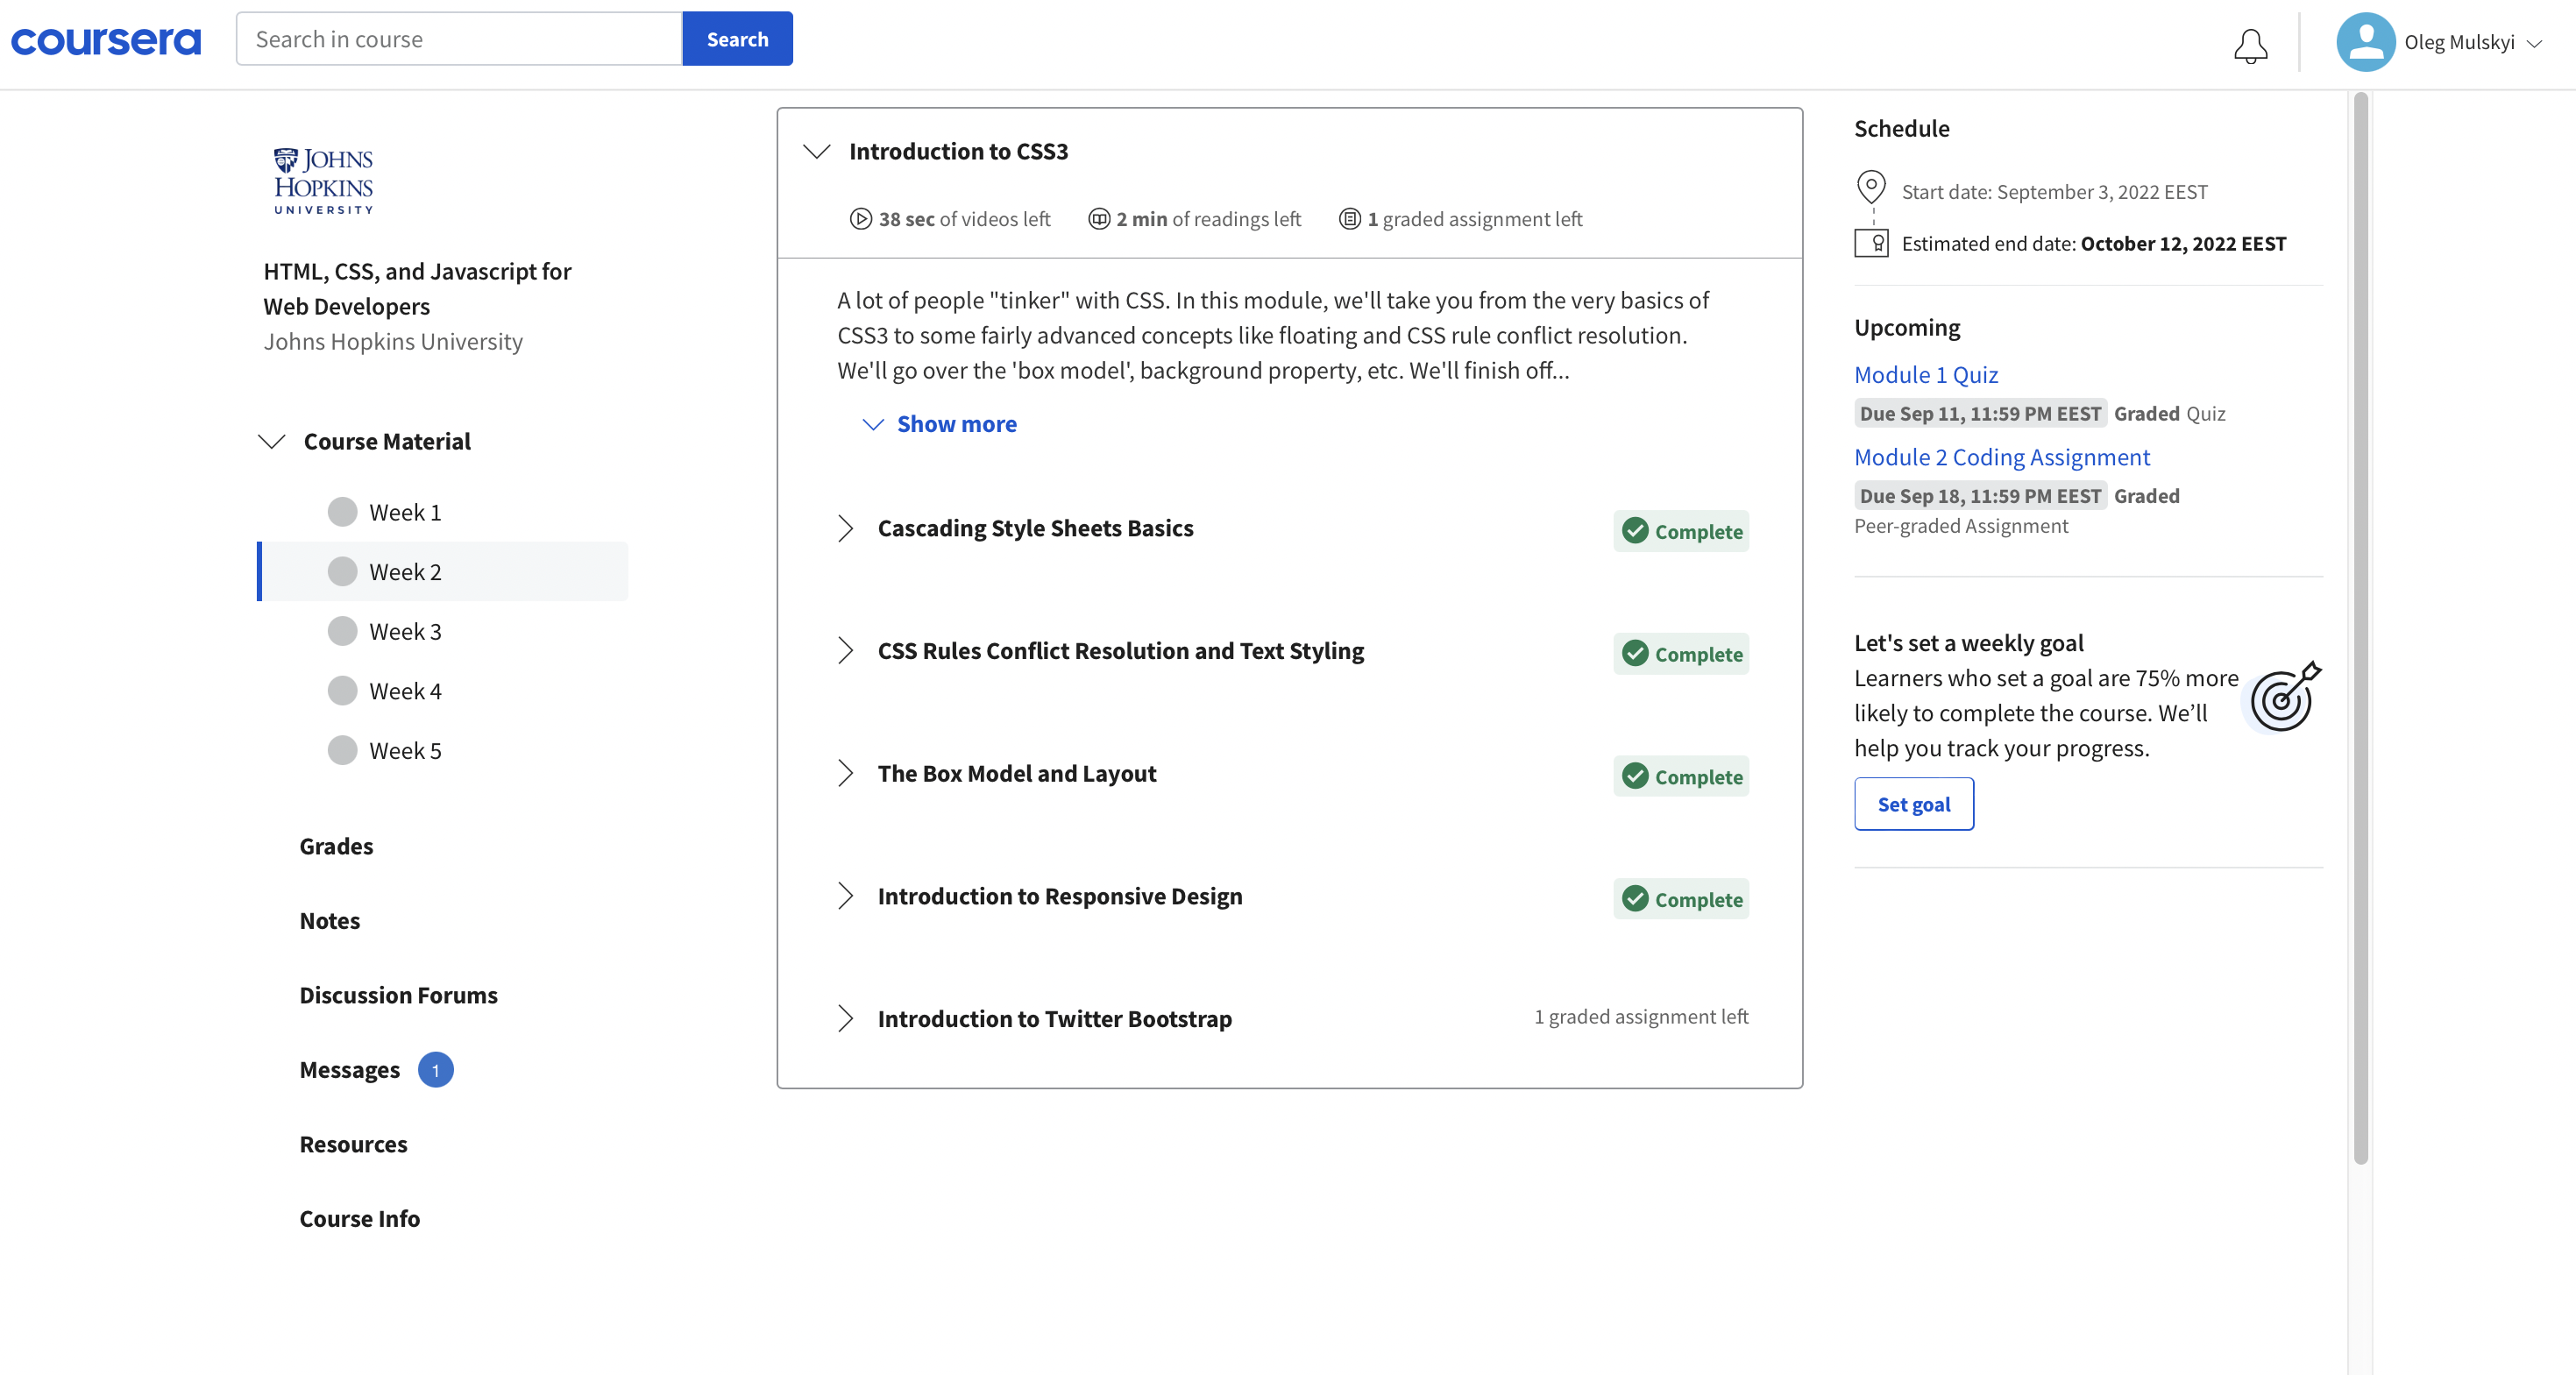 coursera
Search in course
Search
Oleg Mulskyi
JOHNS
HOPKINS
UNIVERSITY
HTML, CSS, and Javascript for
Web Developers
Johns Hopkins University
Course Material
Week 1
Week 2
Week 3
Week 4
Week 5
Grades
Notes
Discussion Forums
Messages 1
Resources
Course Info
Introduction to CSS3
38 sec of videos left 2 min of readings left 1 graded assignment left
A lot of people "tinker" with CSS. In this module, we'll take you from the very basics of
CSS3 to some fairly advanced concepts like floating and CSS rule conflict resolution.
We'll go over the 'box model', background property, etc. We'll finish off...
Show more
Cascading Style Sheets Basics Complete
CSS Rules Conflict Resolution and Text Styling Complete
The Box Model and Layout Complete
Introduction to Responsive Design Complete
Introduction to Twitter Bootstrap 1 graded assignment left
Schedule
Start date: September 3, 2022 EEST
Estimated end date: October 12, 2022 EEST
Upcoming
Module 1 Quiz
Due Sep 11, 11:59 PM EEST Graded Quiz
Module 2 Coding Assignment
Due Sep 18, 11:59 PM EEST Graded
Peer-graded Assignment
Let's set a weekly goal
Learners who set a goal are 75% more
likely to complete the course. We’ll
help you track your progress.
Set goal